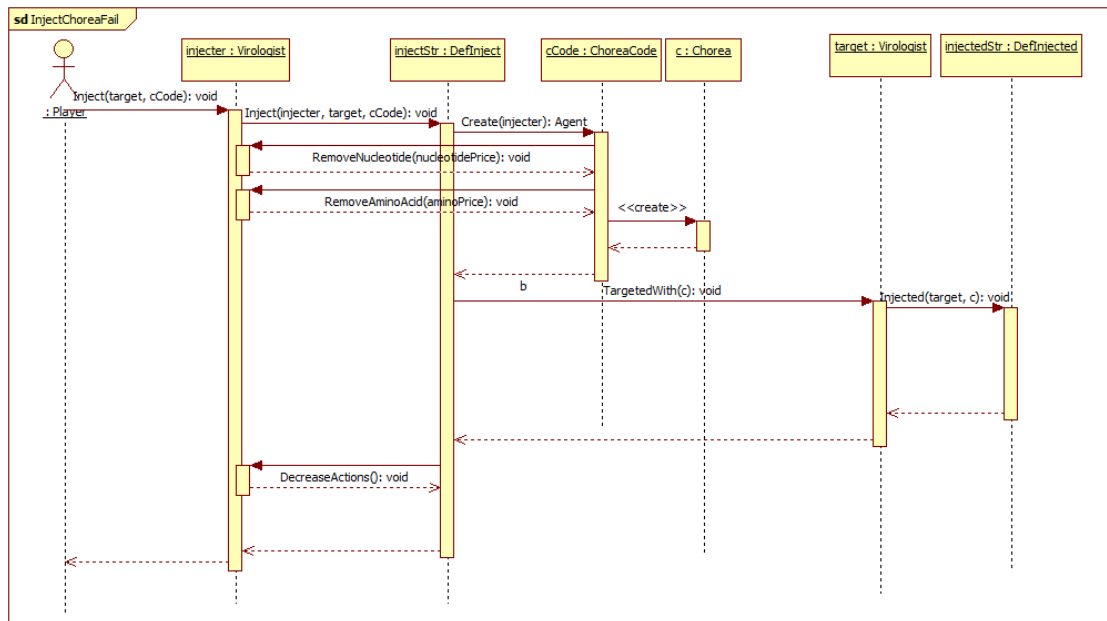 sd InjectChoreaFail
injecter : Virologist
injectStr : DefInject
cCode : ChoreaCode
c : Chorea
target : Virologist
injectedStr : DefInjected
: Player
Inject(target, cCode): void
Inject(injecter, target, cCode): void
Create(injecter): Agent
RemoveNucleotide(nucleotidePrice): void
RemoveAminoAcid(aminoPrice): void
<<create>>
b
TargetedWith(c): void
Injected(target, c): void
DecreaseActions(): void